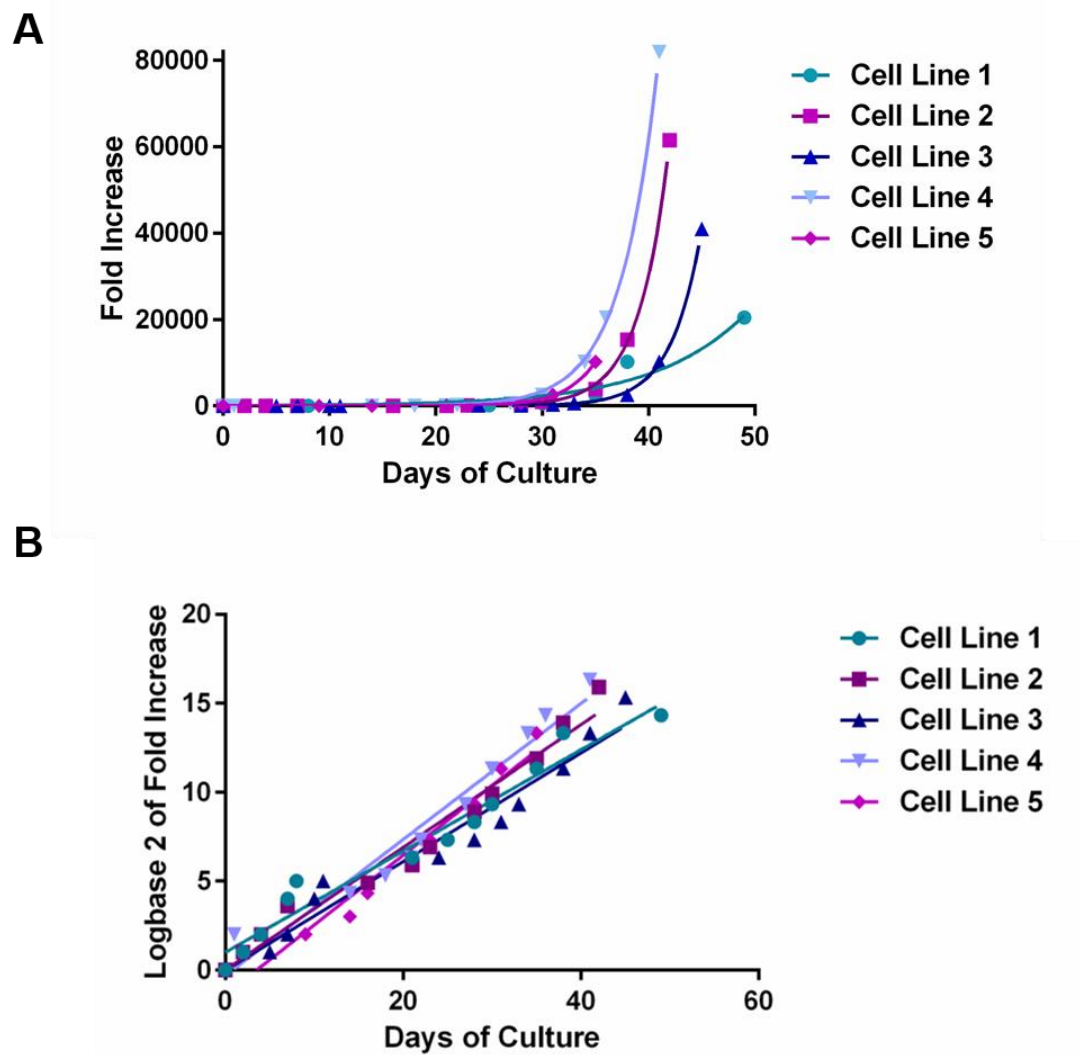 A
Fold Increase
80000
60000
40000
20000
0
0 10 20 30 40 50
Days of Culture
Cell Line 1
Cell Line 2
Cell Line 3
Cell Line 4
Cell Line 5
B
Logbase 2 of Fold Increase
20
15
10
5
0
0 20 40 60
Days of Culture
Cell Line 1
Cell Line 2
Cell Line 3
Cell Line 4
Cell Line 5